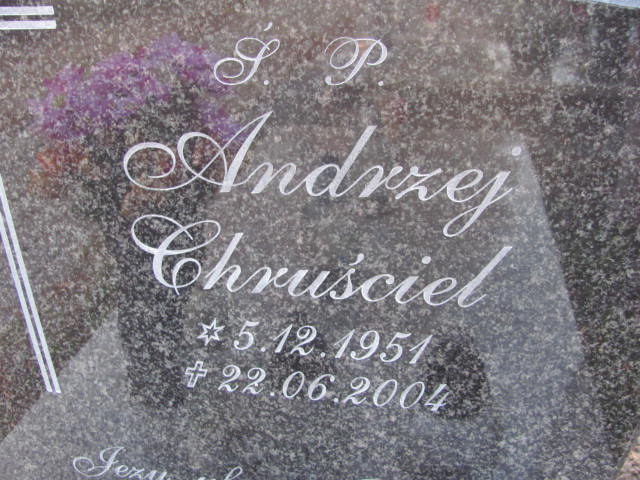 Ś. P.
Andrzej
Chruściel
✡ 5.12.1951
✝ 22.06.2004